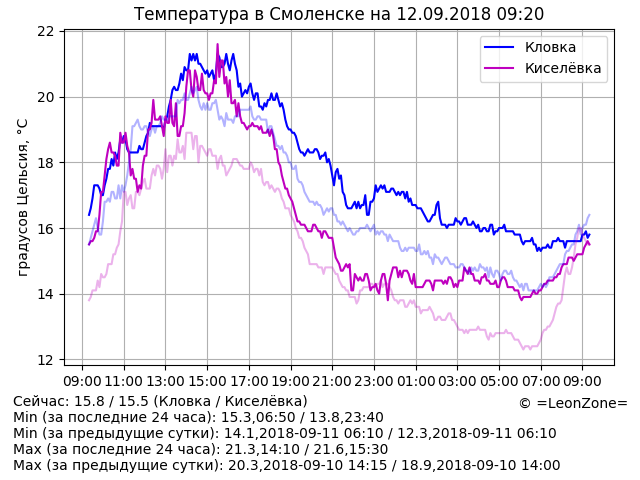 Температура в Смоленске на 12.09.2018 09:20
градусов Цельсия, °C
22
20
18
16
14
12
Кловка
Киселёвка
09:00 11:00 13:00 15:00 17:00 19:00 21:00 23:00 01:00 03:00 05:00 07:00 09:00
Сейчас: 15.8 / 15.5 (Кловка / Киселёвка)
© =LeonZone=
Min (за последние 24 часа): 15.3,06:50 / 13.8,23:40
Min (за предыдущие сутки): 14.1,2018-09-11 06:10 / 12.3,2018-09-11 06:10
Max (за последние 24 часа): 21.3,14:10 / 21.6,15:30
Max (за предыдущие сутки): 20.3,2018-09-10 14:15 / 18.9,2018-09-10 14:00